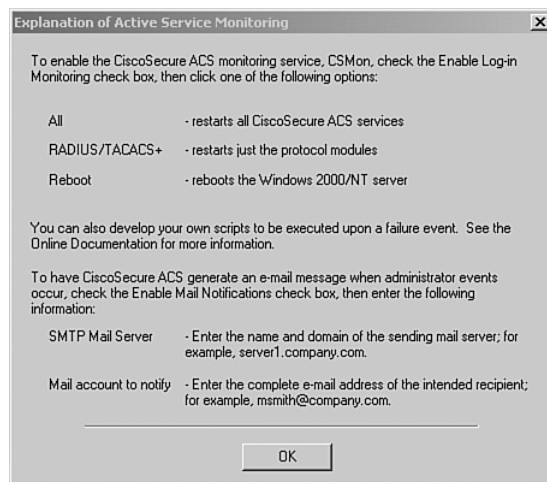 Explanation of Active Service Monitoring
To enable the CiscoSecure ACS monitoring service, CSMon, check the Enable Log-in
Monitoring check box, then click one of the following options:
All - restarts all CiscoSecure ACS services
RADIUS/TACACS+ - restarts just the protocol modules
Reboot - reboots the Windows 2000/NT server
You can also develop your own scripts to be executed upon a failure event. See the
Online Documentation for more information.
To have CiscoSecure ACS generate an e-mail message when administrator events
occur, check the Enable Mail Notifications check box, then enter the following
information:
SMTP Mail Server - Enter the name and domain of the sending mail server; for
example, server1.company.com.
Mail account to notify - Enter the complete e-mail address of the intended recipient;
for example, msmith@company.com.
OK